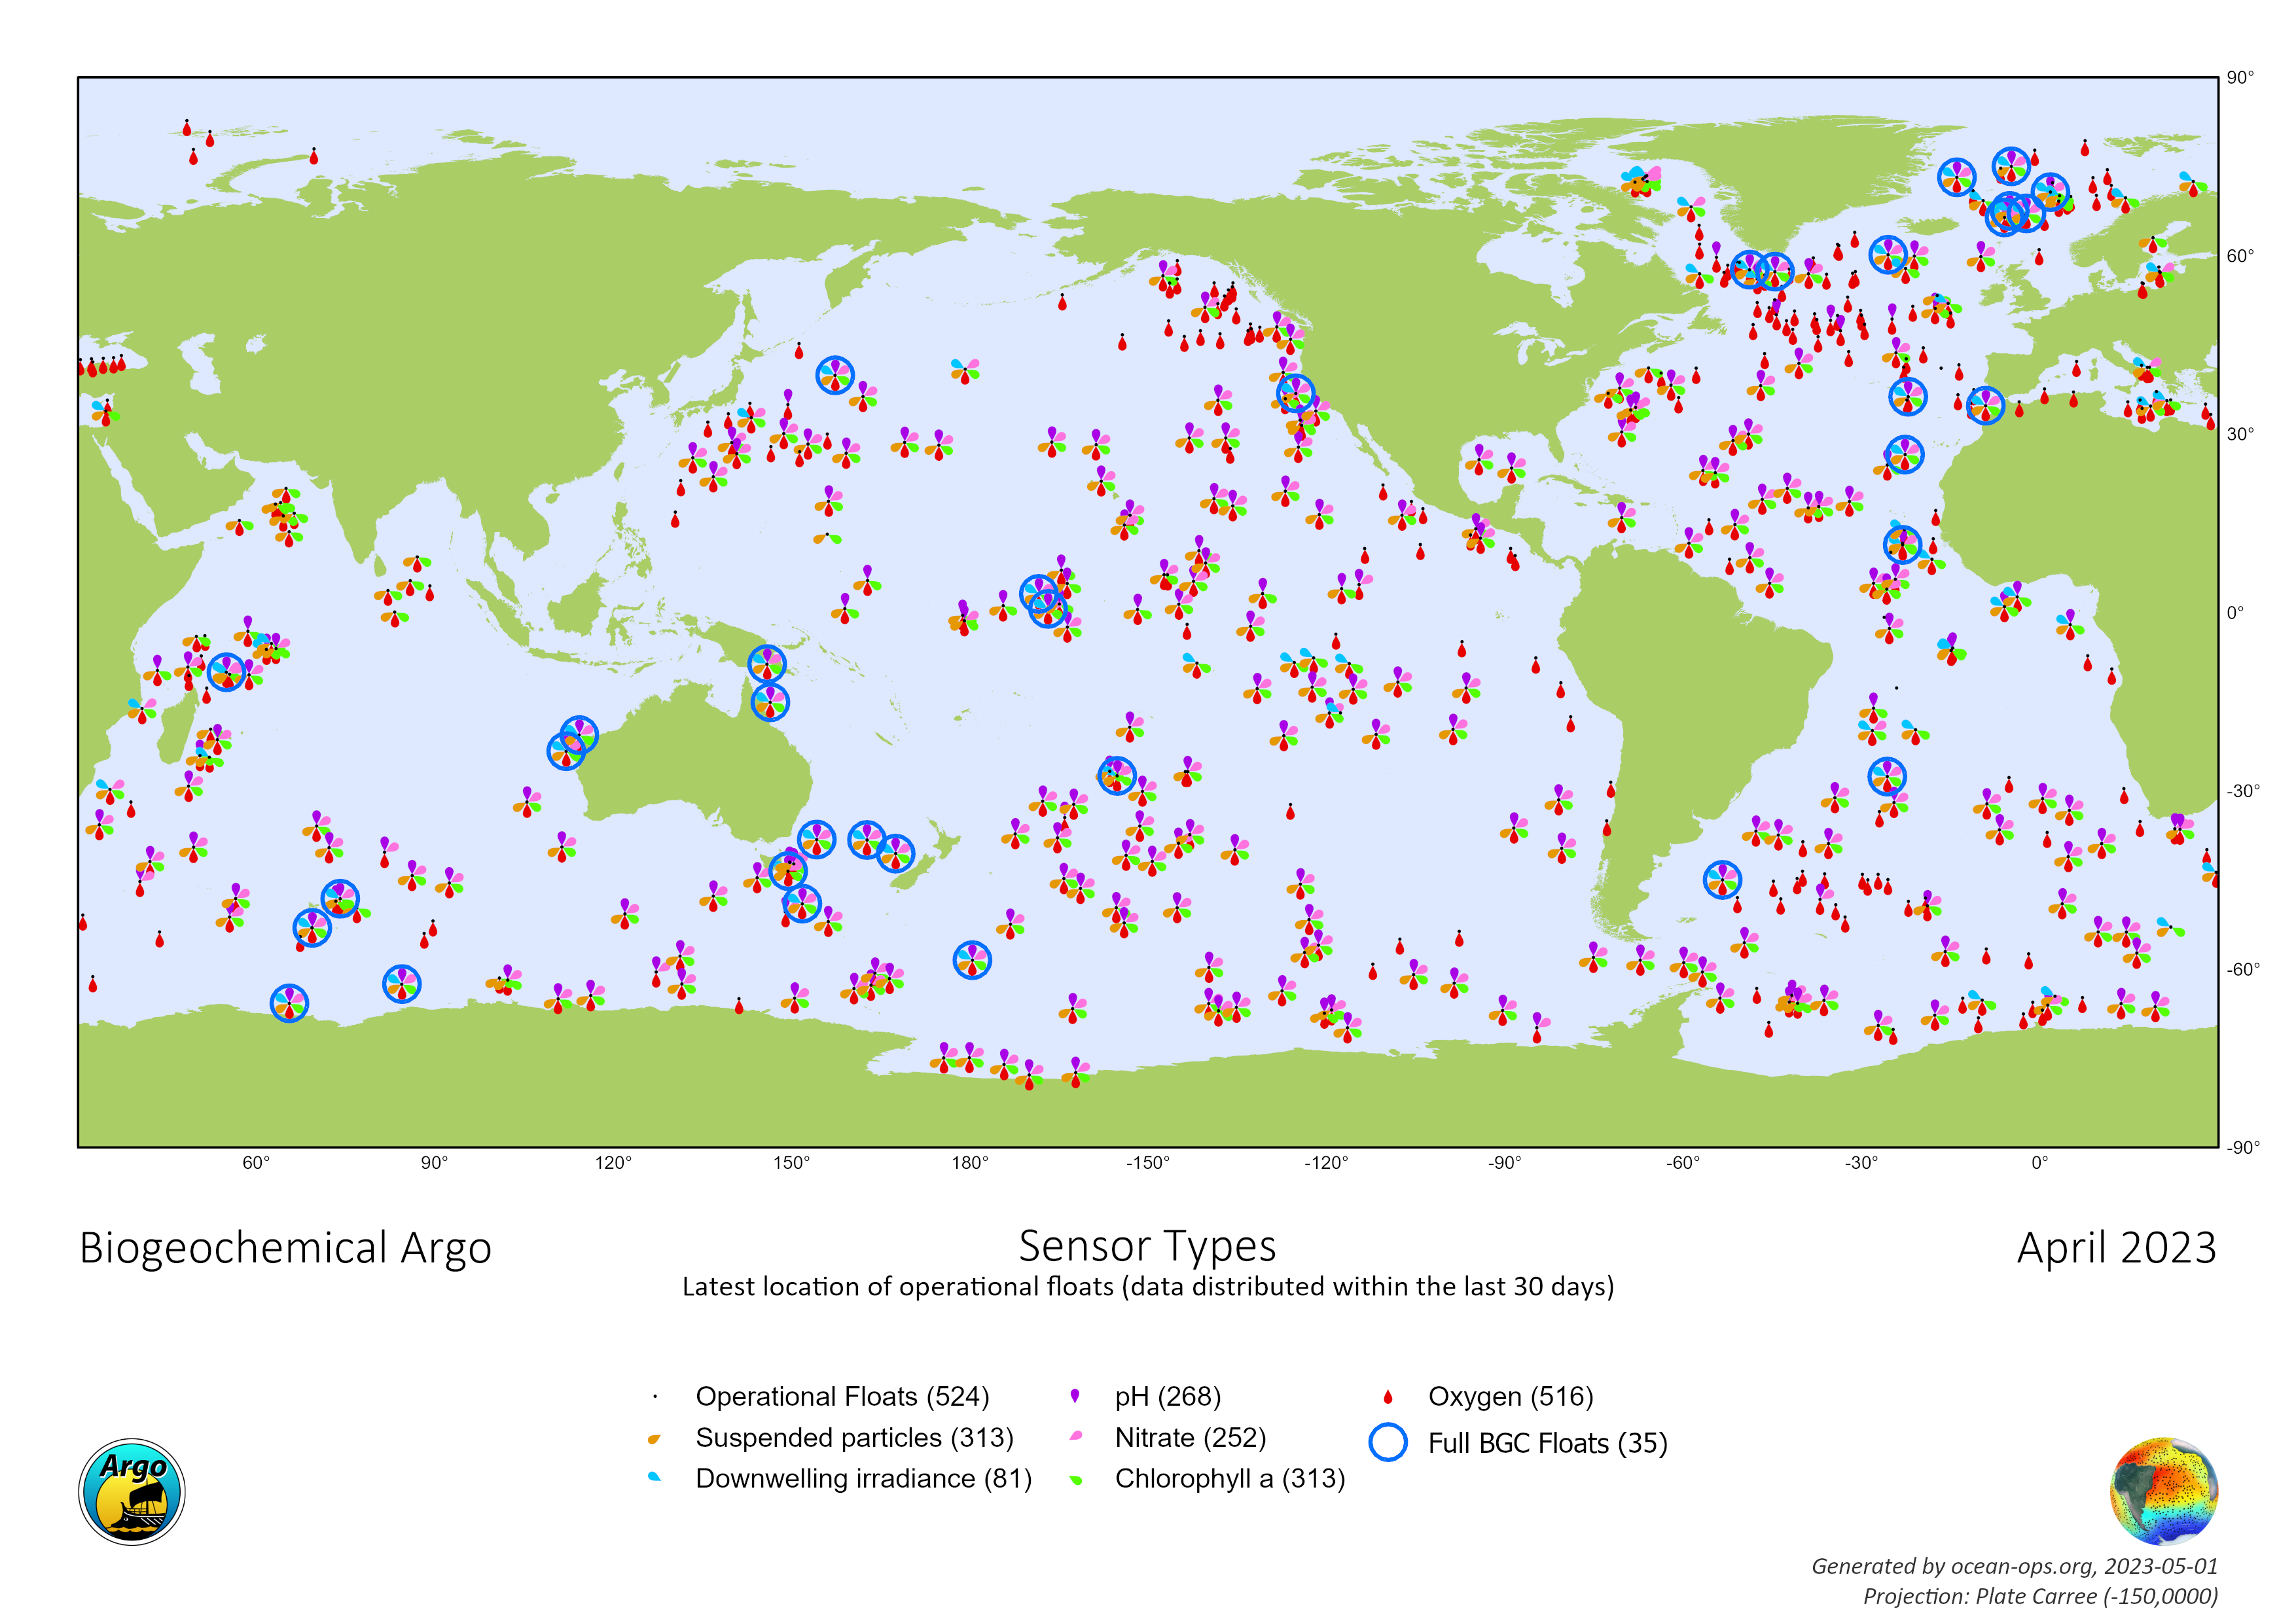 90°
60°
30°
0°
-30°
-60°
-90°
60° 90° 120° 150° 180° -150° -120° -90° -60° -30° 0°
Biogeochemical Argo
Sensor Types
April 2023
Latest location of operational floats (data distributed within the last 30 days)
Operational Floats (524)
Suspended particles (313)
Downwelling irradiance (81)
pH (268)
Nitrate (252)
Chlorophyll a (313)
Oxygen (516)
Full BGC Floats (35)
Argo
Generated by ocean-ops.org, 2023-05-01
Projection: Plate Carree (-150,0000)